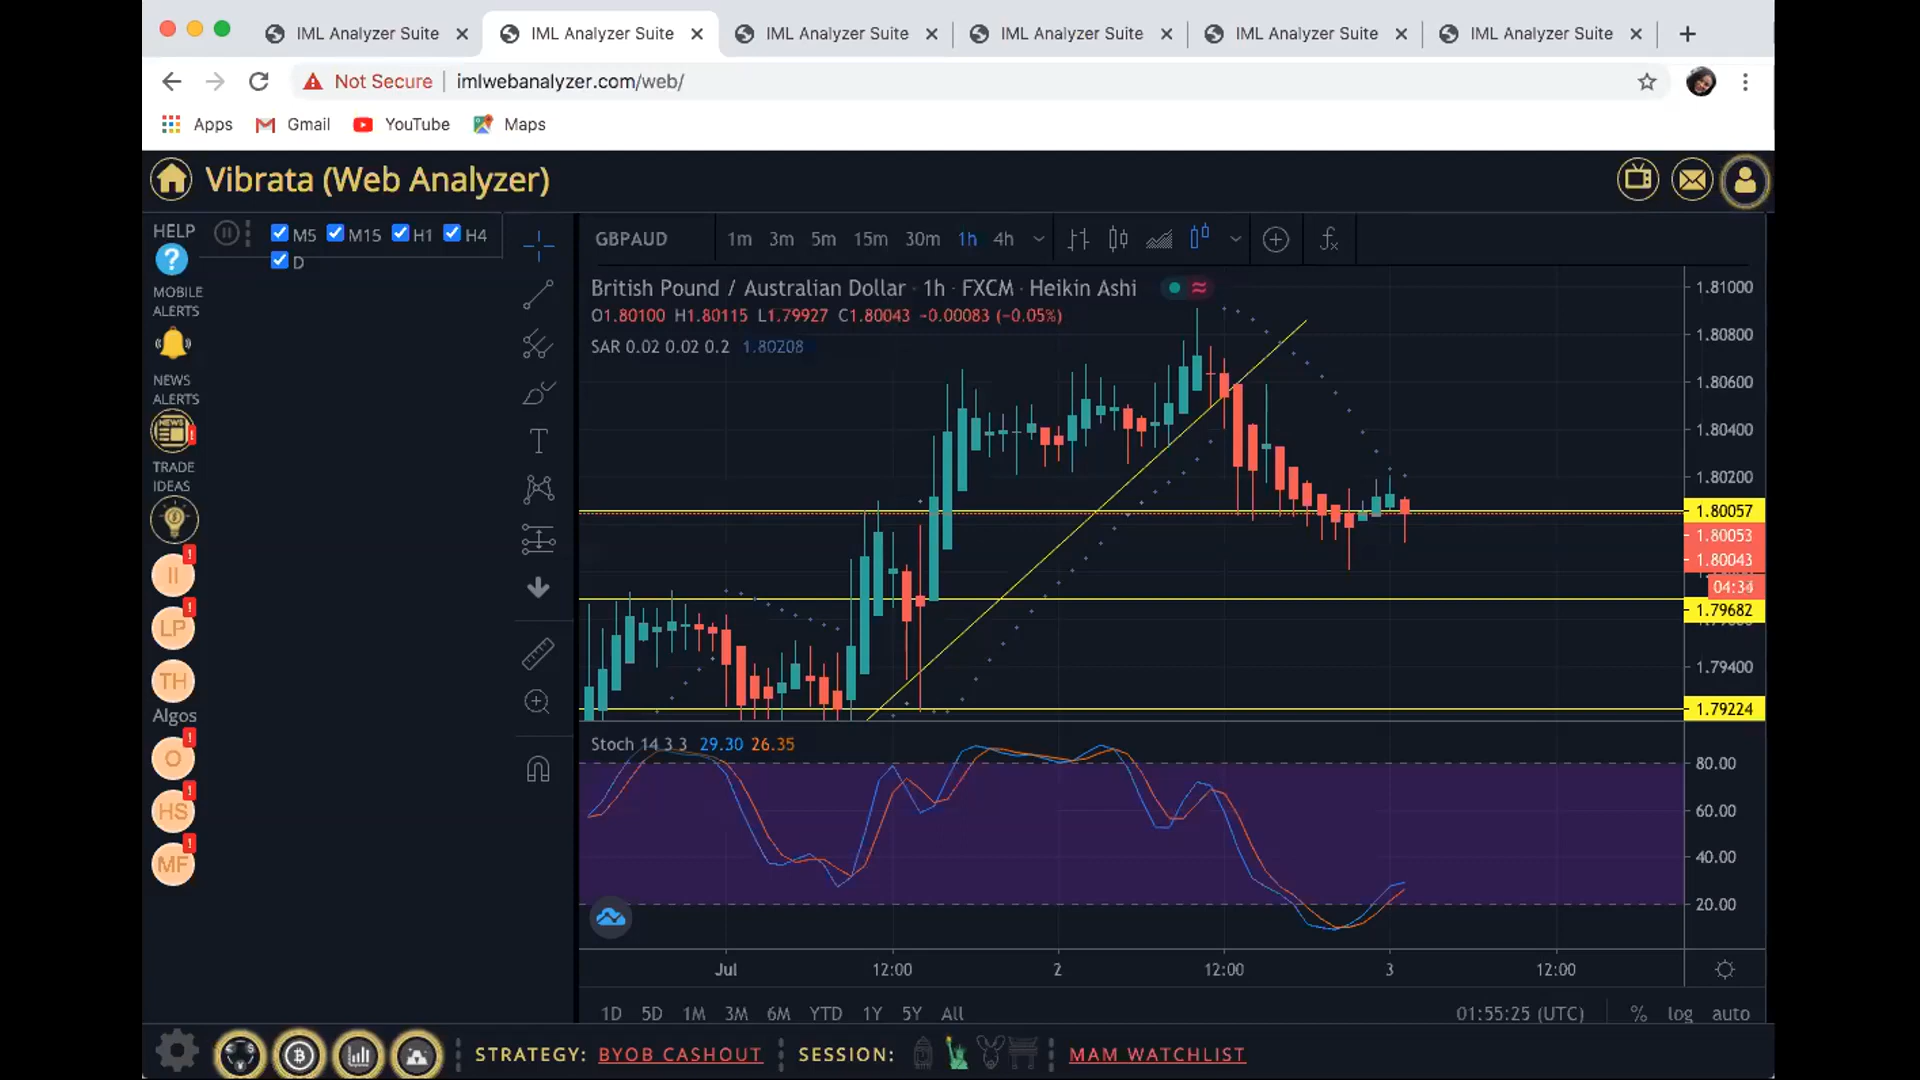 IML Analyzer Suite IML Analyzer Suite IML Analyzer Suite IML Analyzer Suite IML Analyzer Suite IML Analyzer Suite
Not Secure imlwebanalyzer.com/web/
Apps Gmail YouTube Maps
Vibrata (Web Analyzer)
HELP
?
MOBILE
ALERTS
NEWS
ALERTS
NEWS
!
TRADE
IDEAS
II !
LP !
TH
Algos
O !
HS !
MF !
M5 M15 H1 H4
D
GBPAUD 1m 3m 5m 15m 30m 1h 4h
British Pound / Australian Dollar · 1h · FXCM · Heikin Ashi
O1.80100 H1.80115 L1.79927 C1.80043 -0.00083 (-0.05%)
SAR 0.02 0.02 0.2 1.80208
1.81000
1.80800
1.80600
1.80400
1.80200
1.80057
1.80053
1.80043
04:34
1.79682
1.79400
1.79224
Stoch 14 3 3 29.30 26.35
80.00
60.00
40.00
20.00
Jul 12:00 2 12:00 3 12:00
1D 5D 1M 3M 6M YTD 1Y 5Y All 01:55:25 (UTC) % log auto
STRATEGY: BYOB CASHOUT SESSION: MAM WATCHLIST